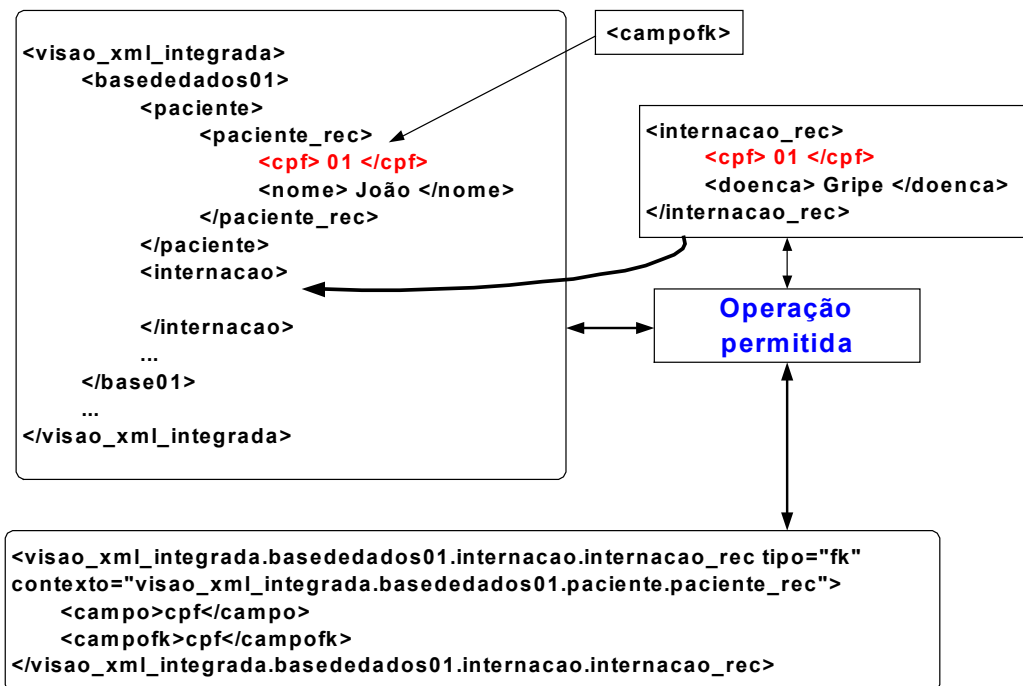 <campofk>
<visao_xml_integrada>
<basededados01>
<paciente>
<paciente_rec>
<cpf> 01 </cpf>
<nome> João </nome>
</paciente_rec>
</paciente>
<internacao>
</internacao>
...
</base01>
...
</visao_xml_integrada>
<internacao_rec>
<cpf> 01 </cpf>
<doenca> Gripe </doenca>
</internacao_rec>
Operação
permitida
<visao_xml_integrada.basededados01.internacao.internacao_rec tipo="fk"
contexto="visao_xml_integrada.basededados01.paciente.paciente_rec">
<campo>cpf</campo>
<campofk>cpf</campofk>
</visao_xml_integrada.basededados01.internacao.internacao_rec>